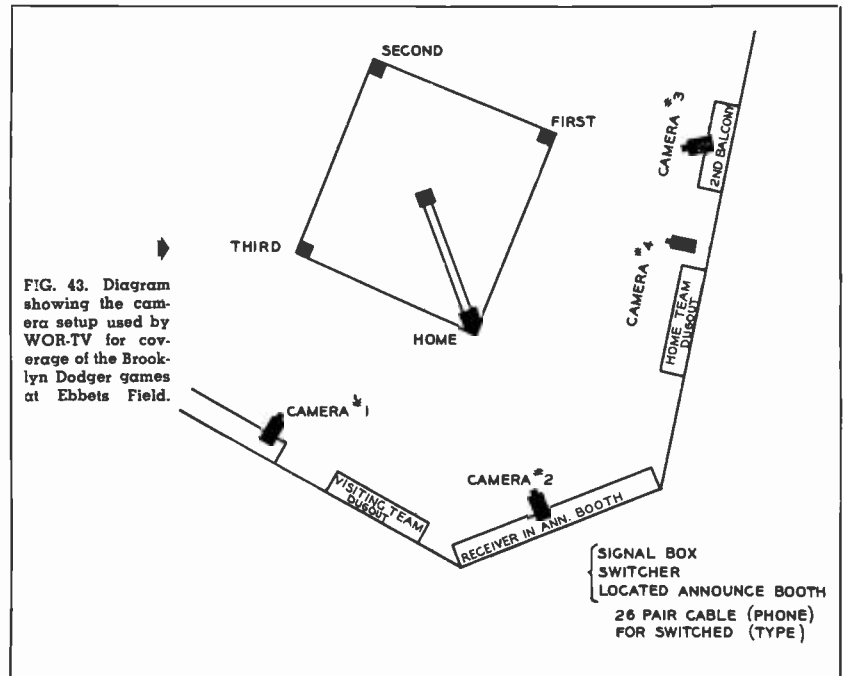 SECOND
FIRST
THIRD
HOME
CAMERA #3
2ND BALCONY
CAMERA #4
HOME TEAM
DUGOUT
FIG. 43. Diagram
showing the cam-
era setup used by
WOR-TV for cov-
erage of the Brook-
lyn Dodger games
at Ebbets Field.
CAMERA #1
VISITING TEAM
DUGOUT
CAMERA #2
RECEIVER IN ANN. BOOTH
SIGNAL BOX
SWITCHER
LOCATED ANNOUNCE BOOTH
26 PAIR CABLE (PHONE)
FOR SWITCHED (TYPE)